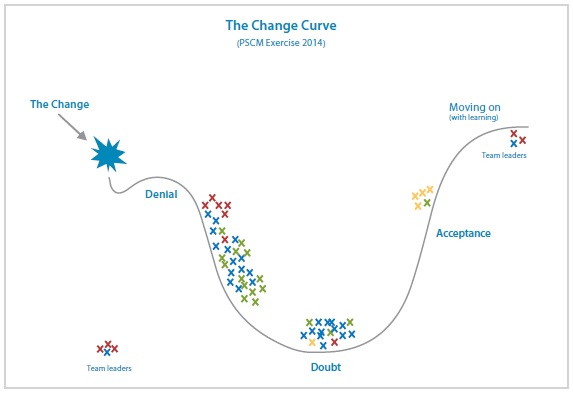 The Change Curve
(PSCM Exercise 2014)
The Change
Moving on
(with learning)
Team leaders
Denial
Acceptance
Doubt
Team leaders